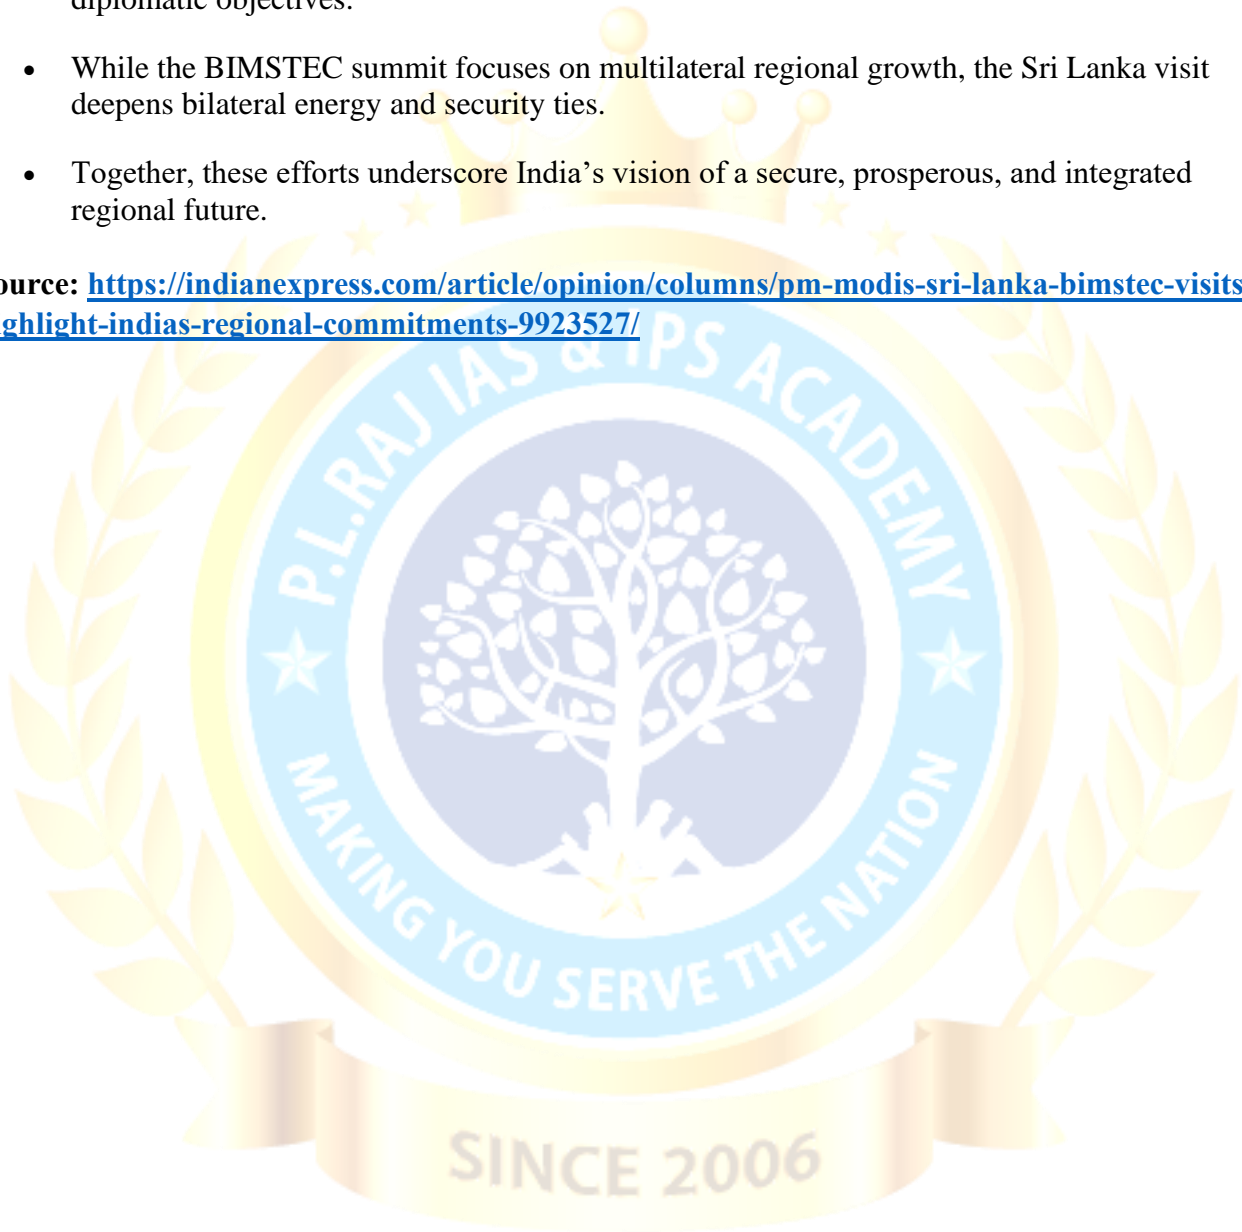 diplomatic objectives.
• While the BIMSTEC summit focuses on multilateral regional growth, the Sri Lanka visit
deepens bilateral energy and security ties.
• Together, these efforts underscore India’s vision of a secure, prosperous, and integrated
regional future.
ource: https://indianexpress.com/article/opinion/columns/pm-modis-sri-lanka-bimstec-visits
ghlight-indias-regional-commitments-9923527/
P.L.RAJ IAS & IPS ACADEMY
MAKING YOU SERVE THE NATION
SINCE 2006